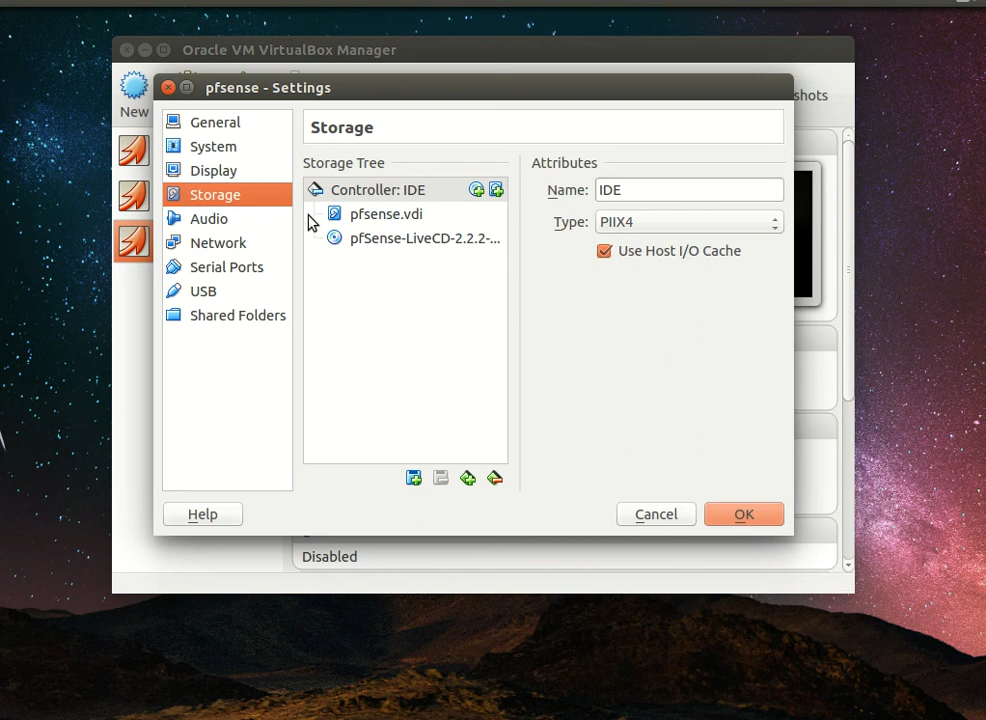 Oracle VM VirtualBox Manager
New
shots
pfsense - Settings
General
System
Display
Storage
Audio
Network
Serial Ports
USB
Shared Folders
Storage
Storage Tree
Controller: IDE
pfsense.vdi
pfSense-LiveCD-2.2.2-...
Attributes
Name: IDE
Type: PIIX4
Use Host I/O Cache
Help
Cancel
OK
Disabled